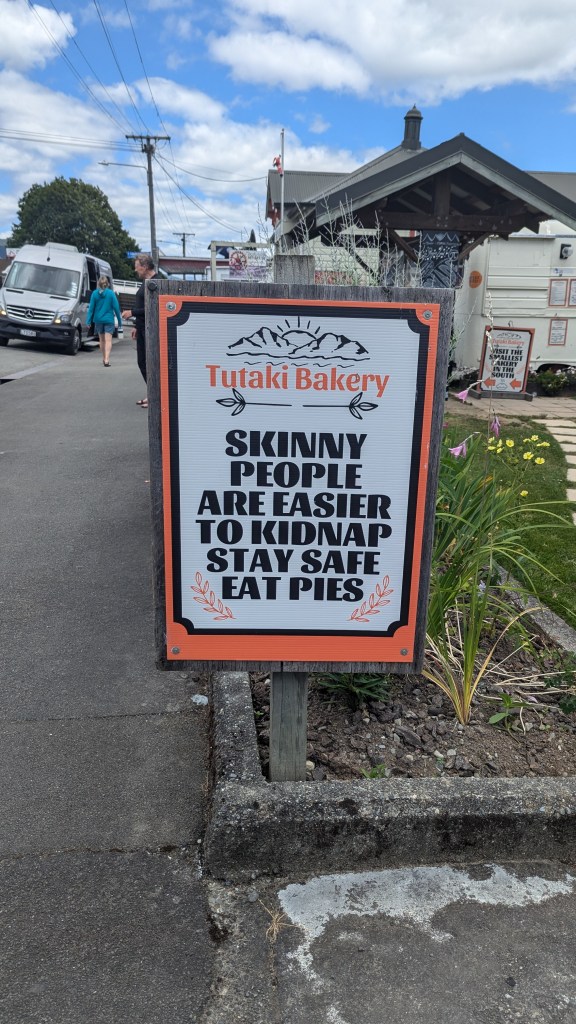 Tutaki Bakery
SKINNY
PEOPLE
ARE EASIER
TO KIDNAP
STAY SAFE
EAT PIES
VISIT THE
SMALLEST
BAKERY
IN THE
SOUTH